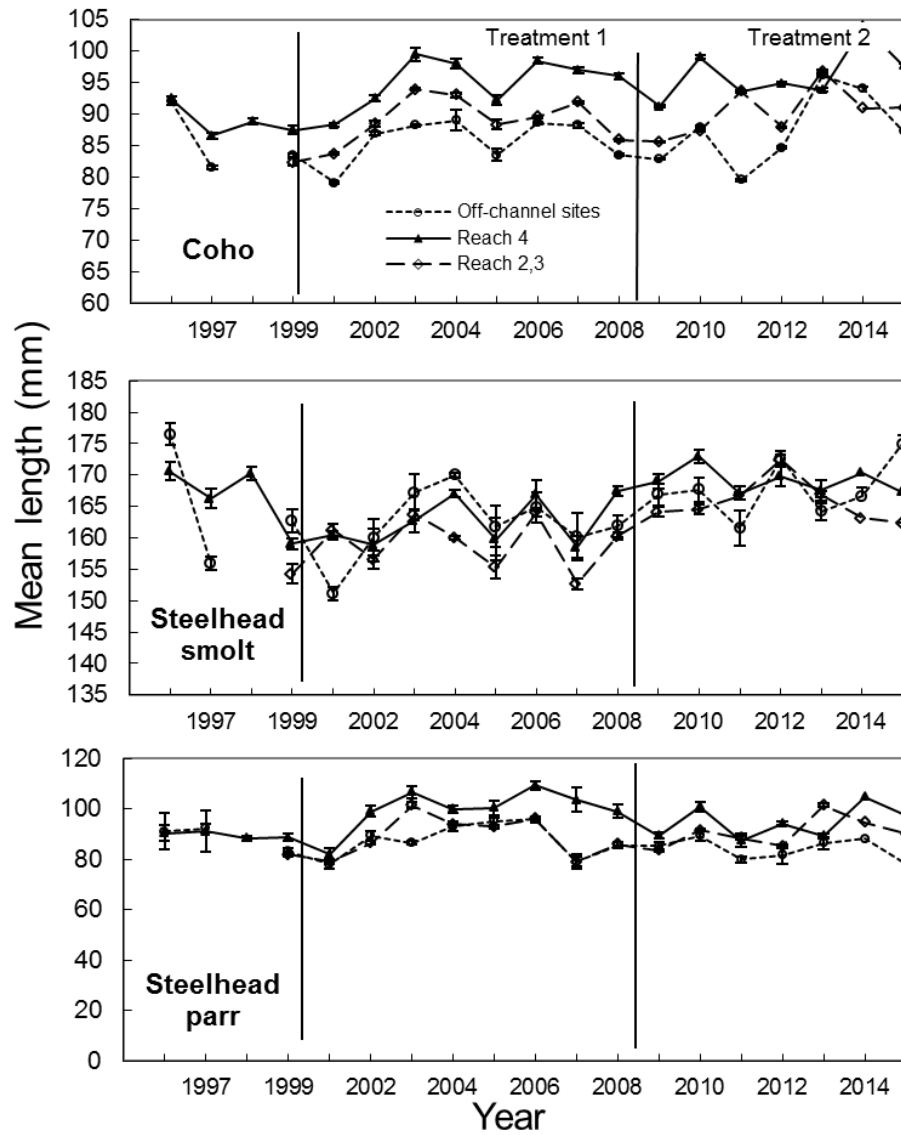 105
Treatment 1
Treatment 2
100
95
90
85
80
75
70
65
60
Off-channel sites
Reach 4
Reach 2,3
Coho
1997 1999 2002 2004 2006 2008 2010 2012 2014
Mean length (mm)
185
180
175
170
165
160
155
150
145
140
135
Steelhead
smolt
1997 1999 2002 2004 2006 2008 2010 2012 2014
120
100
80
60
40
20
0
Steelhead
parr
1997 1999 2002 2004 2006 2008 2010 2012 2014
Year